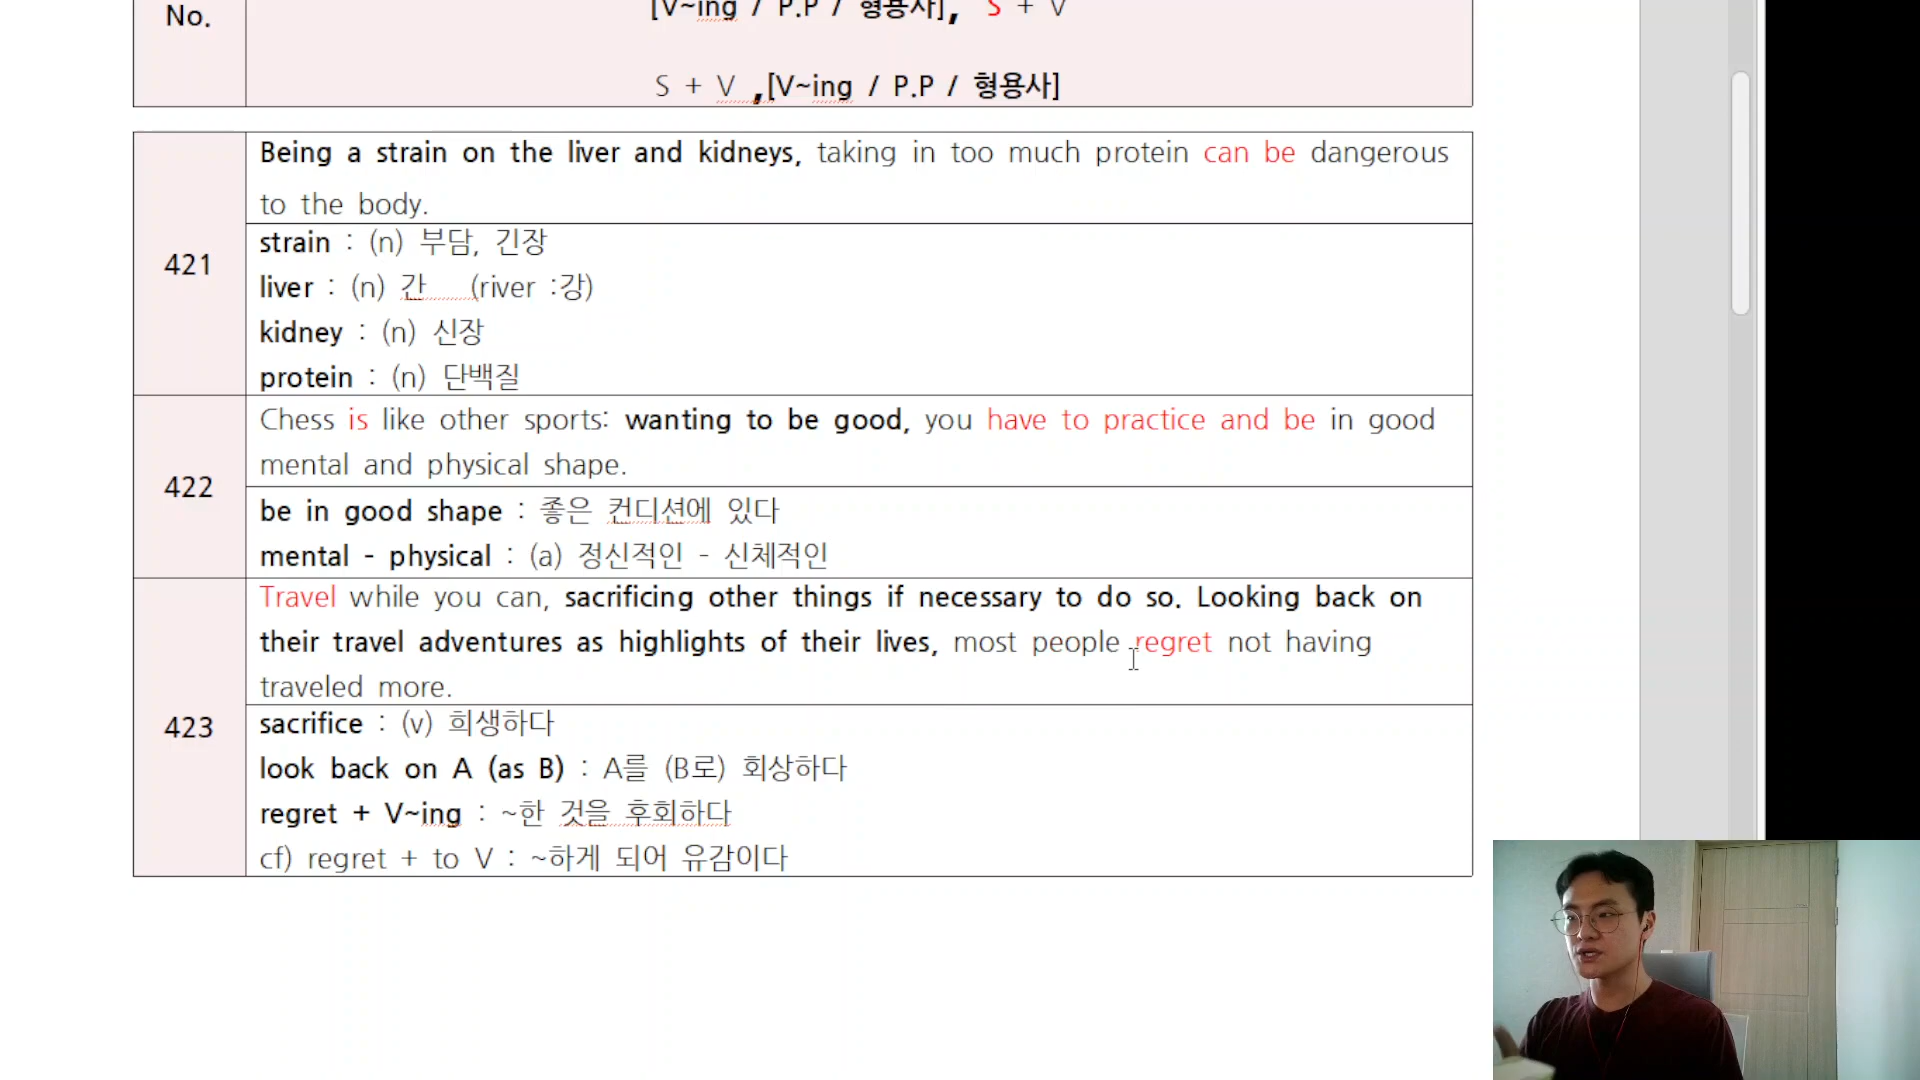 No.
[V~ing / P.P / 형용사], S + V
S + V ,[V~ing / P.P / 형용사]
421
Being a strain on the liver and kidneys, taking in too much protein can be dangerous
to the body.
strain : (n) 부담, 긴장
liver : (n) 간 (river :강)
kidney : (n) 신장
protein : (n) 단백질
422
Chess is like other sports: wanting to be good, you have to practice and be in good
mental and physical shape.
be in good shape : 좋은 컨디션에 있다
mental - physical : (a) 정신적인 - 신체적인
423
Travel while you can, sacrificing other things if necessary to do so. Looking back on
their travel adventures as highlights of their lives, most people regret not having
traveled more.
sacrifice : (v) 희생하다
look back on A (as B) : A를 (B로) 회상하다
regret + V~ing : ~한 것을 후회하다
cf) regret + to V : ~하게 되어 유감이다